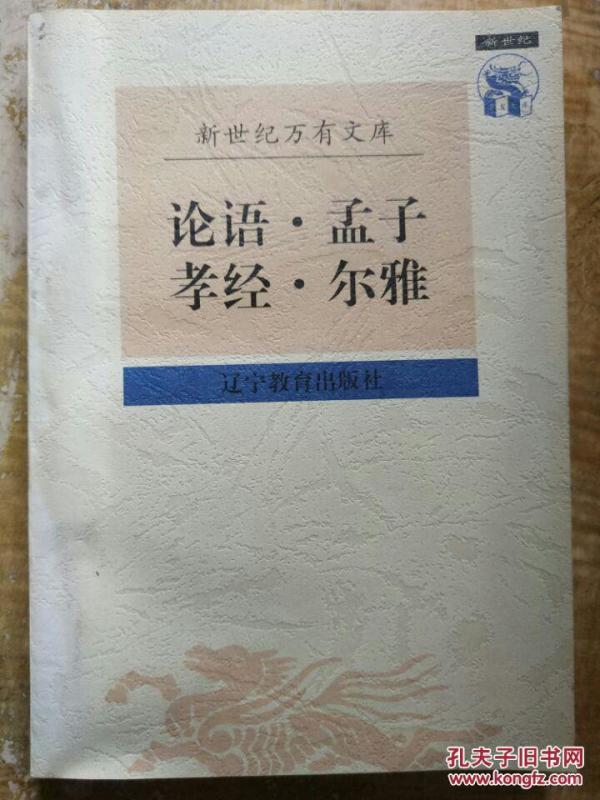 新世纪
新世纪万有文库
论语·孟子
孝经·尔雅
辽宁教育出版社
孔夫子旧书网
www.kongfz.com